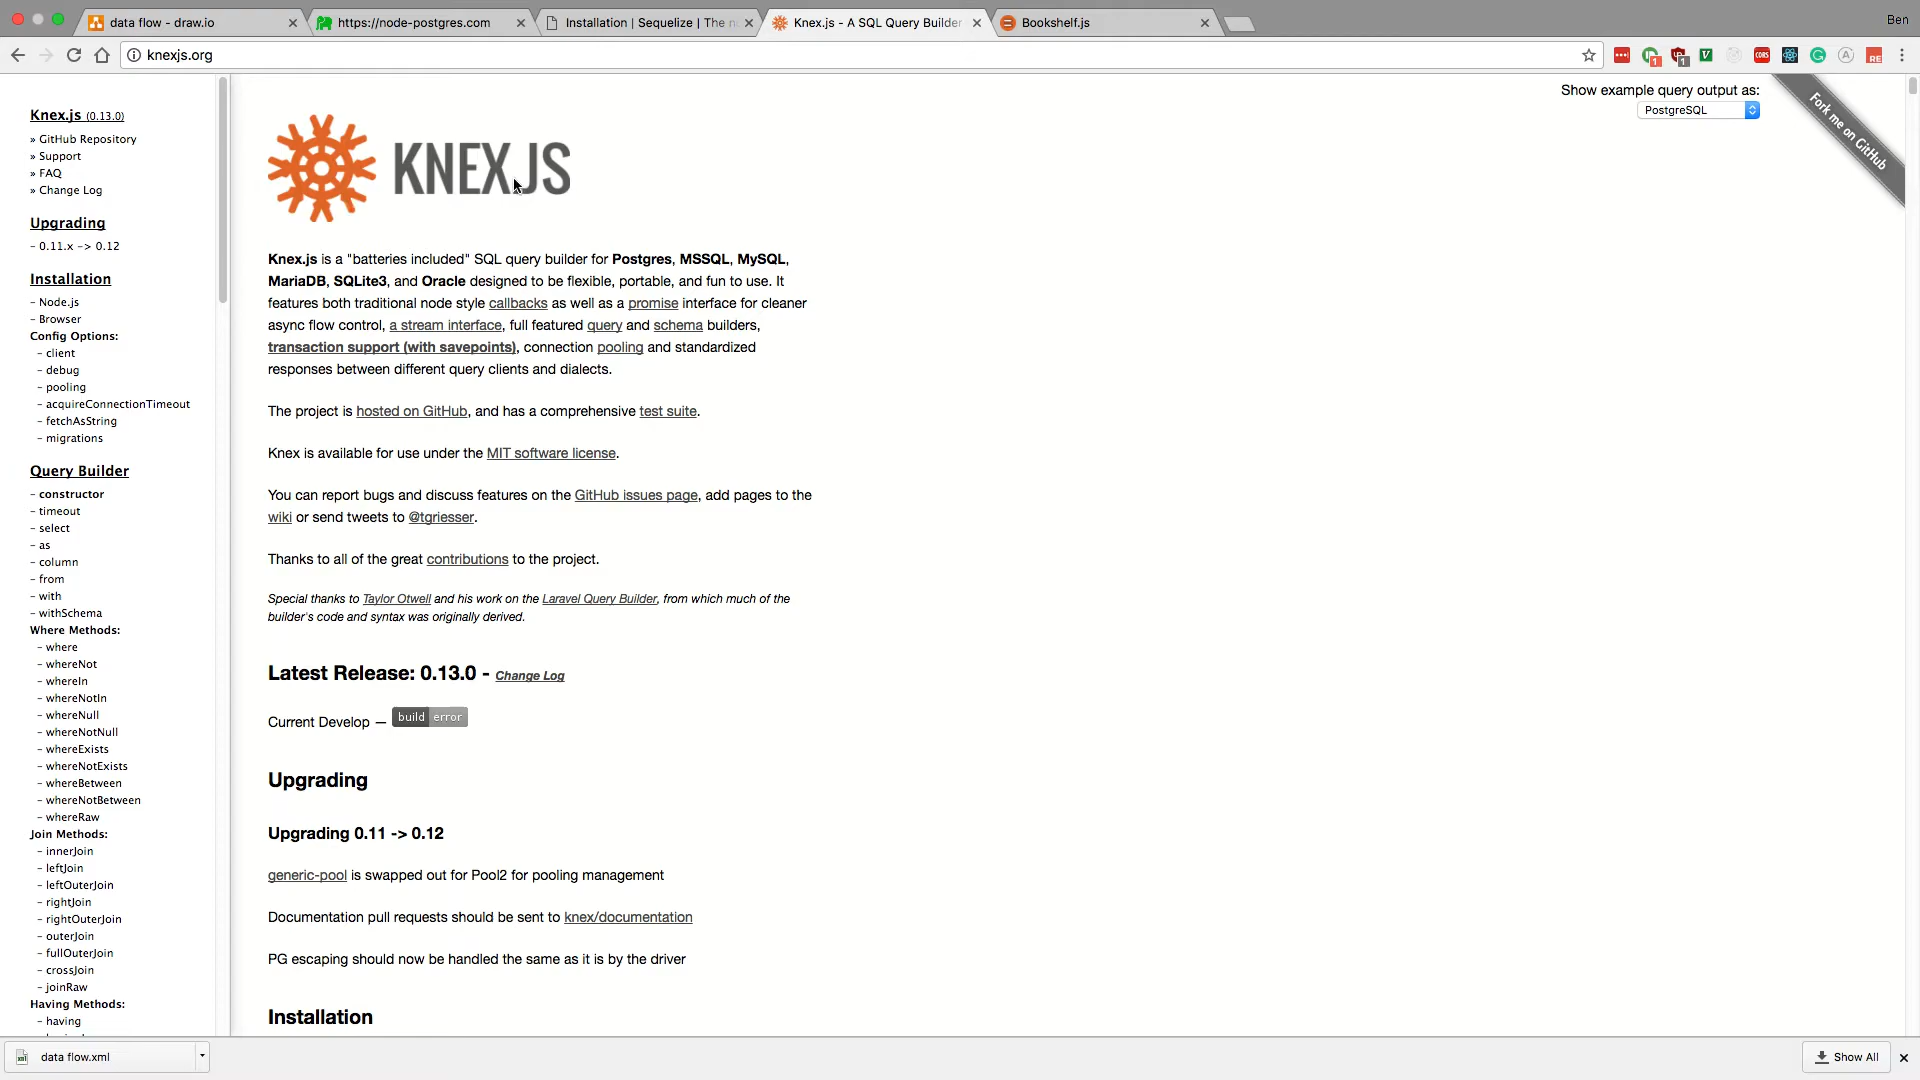 data flow - draw.io
https://node-postgres.com
Installation | Sequelize | The n
Knex.js - A SQL Query Builder
Bookshelf.js
Ben
knexjs.org
1
1
CORS
RE
Show example query output as:
PostgreSQL
Fork me on GitHub
Knex.js (0.13.0)
» GitHub Repository
» Support
» FAQ
» Change Log
Upgrading
- 0.11.x -> 0.12
Installation
- Node.js
- Browser
Config Options:
- client
- debug
- pooling
- acquireConnectionTimeout
- fetchAsString
- migrations
Query Builder
- constructor
- timeout
- select
- as
- column
- from
- with
- withSchema
Where Methods:
- where
- whereNot
- whereIn
- whereNotIn
- whereNull
- whereNotNull
- whereExists
- whereNotExists
- whereBetween
- whereNotBetween
- whereRaw
Join Methods:
- innerJoin
- leftJoin
- leftOuterJoin
- rightJoin
- rightOuterJoin
- outerJoin
- fullOuterJoin
- crossJoin
- joinRaw
Having Methods:
- having
KNEX.JS
Knex.js is a "batteries included" SQL query builder for Postgres, MSSQL, MySQL,
MariaDB, SQLite3, and Oracle designed to be flexible, portable, and fun to use. It
features both traditional node style callbacks as well as a promise interface for cleaner
async flow control, a stream interface, full featured query and schema builders,
transaction support (with savepoints), connection pooling and standardized
responses between different query clients and dialects.
The project is hosted on GitHub, and has a comprehensive test suite.
Knex is available for use under the MIT software license.
You can report bugs and discuss features on the GitHub issues page, add pages to the
wiki or send tweets to @tgriesser.
Thanks to all of the great contributions to the project.
Special thanks to Taylor Otwell and his work on the Laravel Query Builder, from which much of the
builder's code and syntax was originally derived.
Latest Release: 0.13.0 - Change Log
Current Develop — build error
Upgrading
Upgrading 0.11 -> 0.12
generic-pool is swapped out for Pool2 for pooling management
Documentation pull requests should be sent to knex/documentation
PG escaping should now be handled the same as it is by the driver
Installation
data flow.xml
Show All